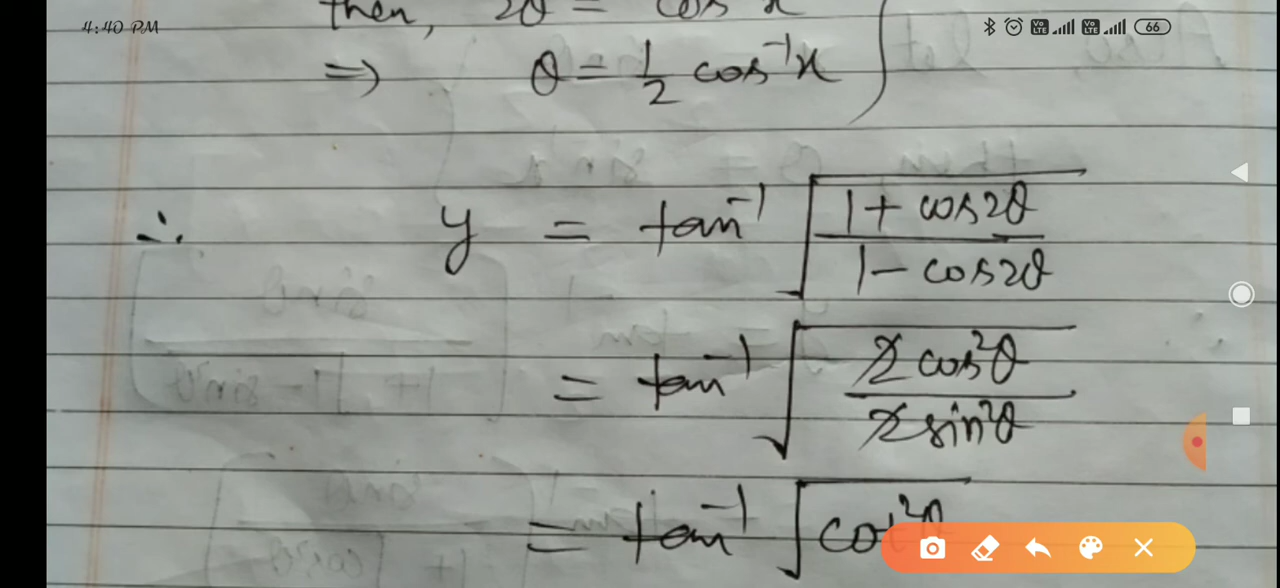 4:40 PM
66
then, 2θ = cos⁻¹x
⇒ θ = 1/2 cos⁻¹x
∴ y = tan⁻¹ √((1 + cos2θ)/(1 - cos2θ))
= tan⁻¹ √((2cos²θ)/(2sin²θ))
= tan⁻¹ √(cot²θ)